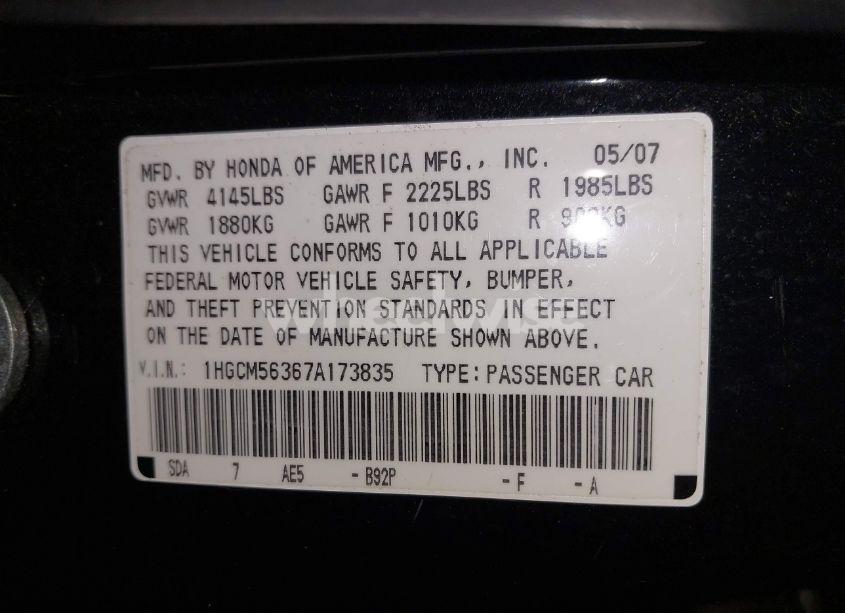 MFD. BY HONDA OF AMERICA MFG., INC. 05/07
GVWR 4145LBS GAWR F 2225LBS R 1985LBS
GVWR 1880KG GAWR F 1010KG R
THIS VEHICLE CONFORMS TO ALL APPLICABLE
FEDERAL MOTOR VEHICLE SAFETY, BUMPER,
AND THEFT PREVENTION STANDARDS IN EFFECT
ON THE DATE OF MANUFACTURE SHOWN ABOVE.
V.I.N.: 1HGCM56367A173835 TYPE:PASSENGER CAR
SDA 7 AE5 - B92P - F - A